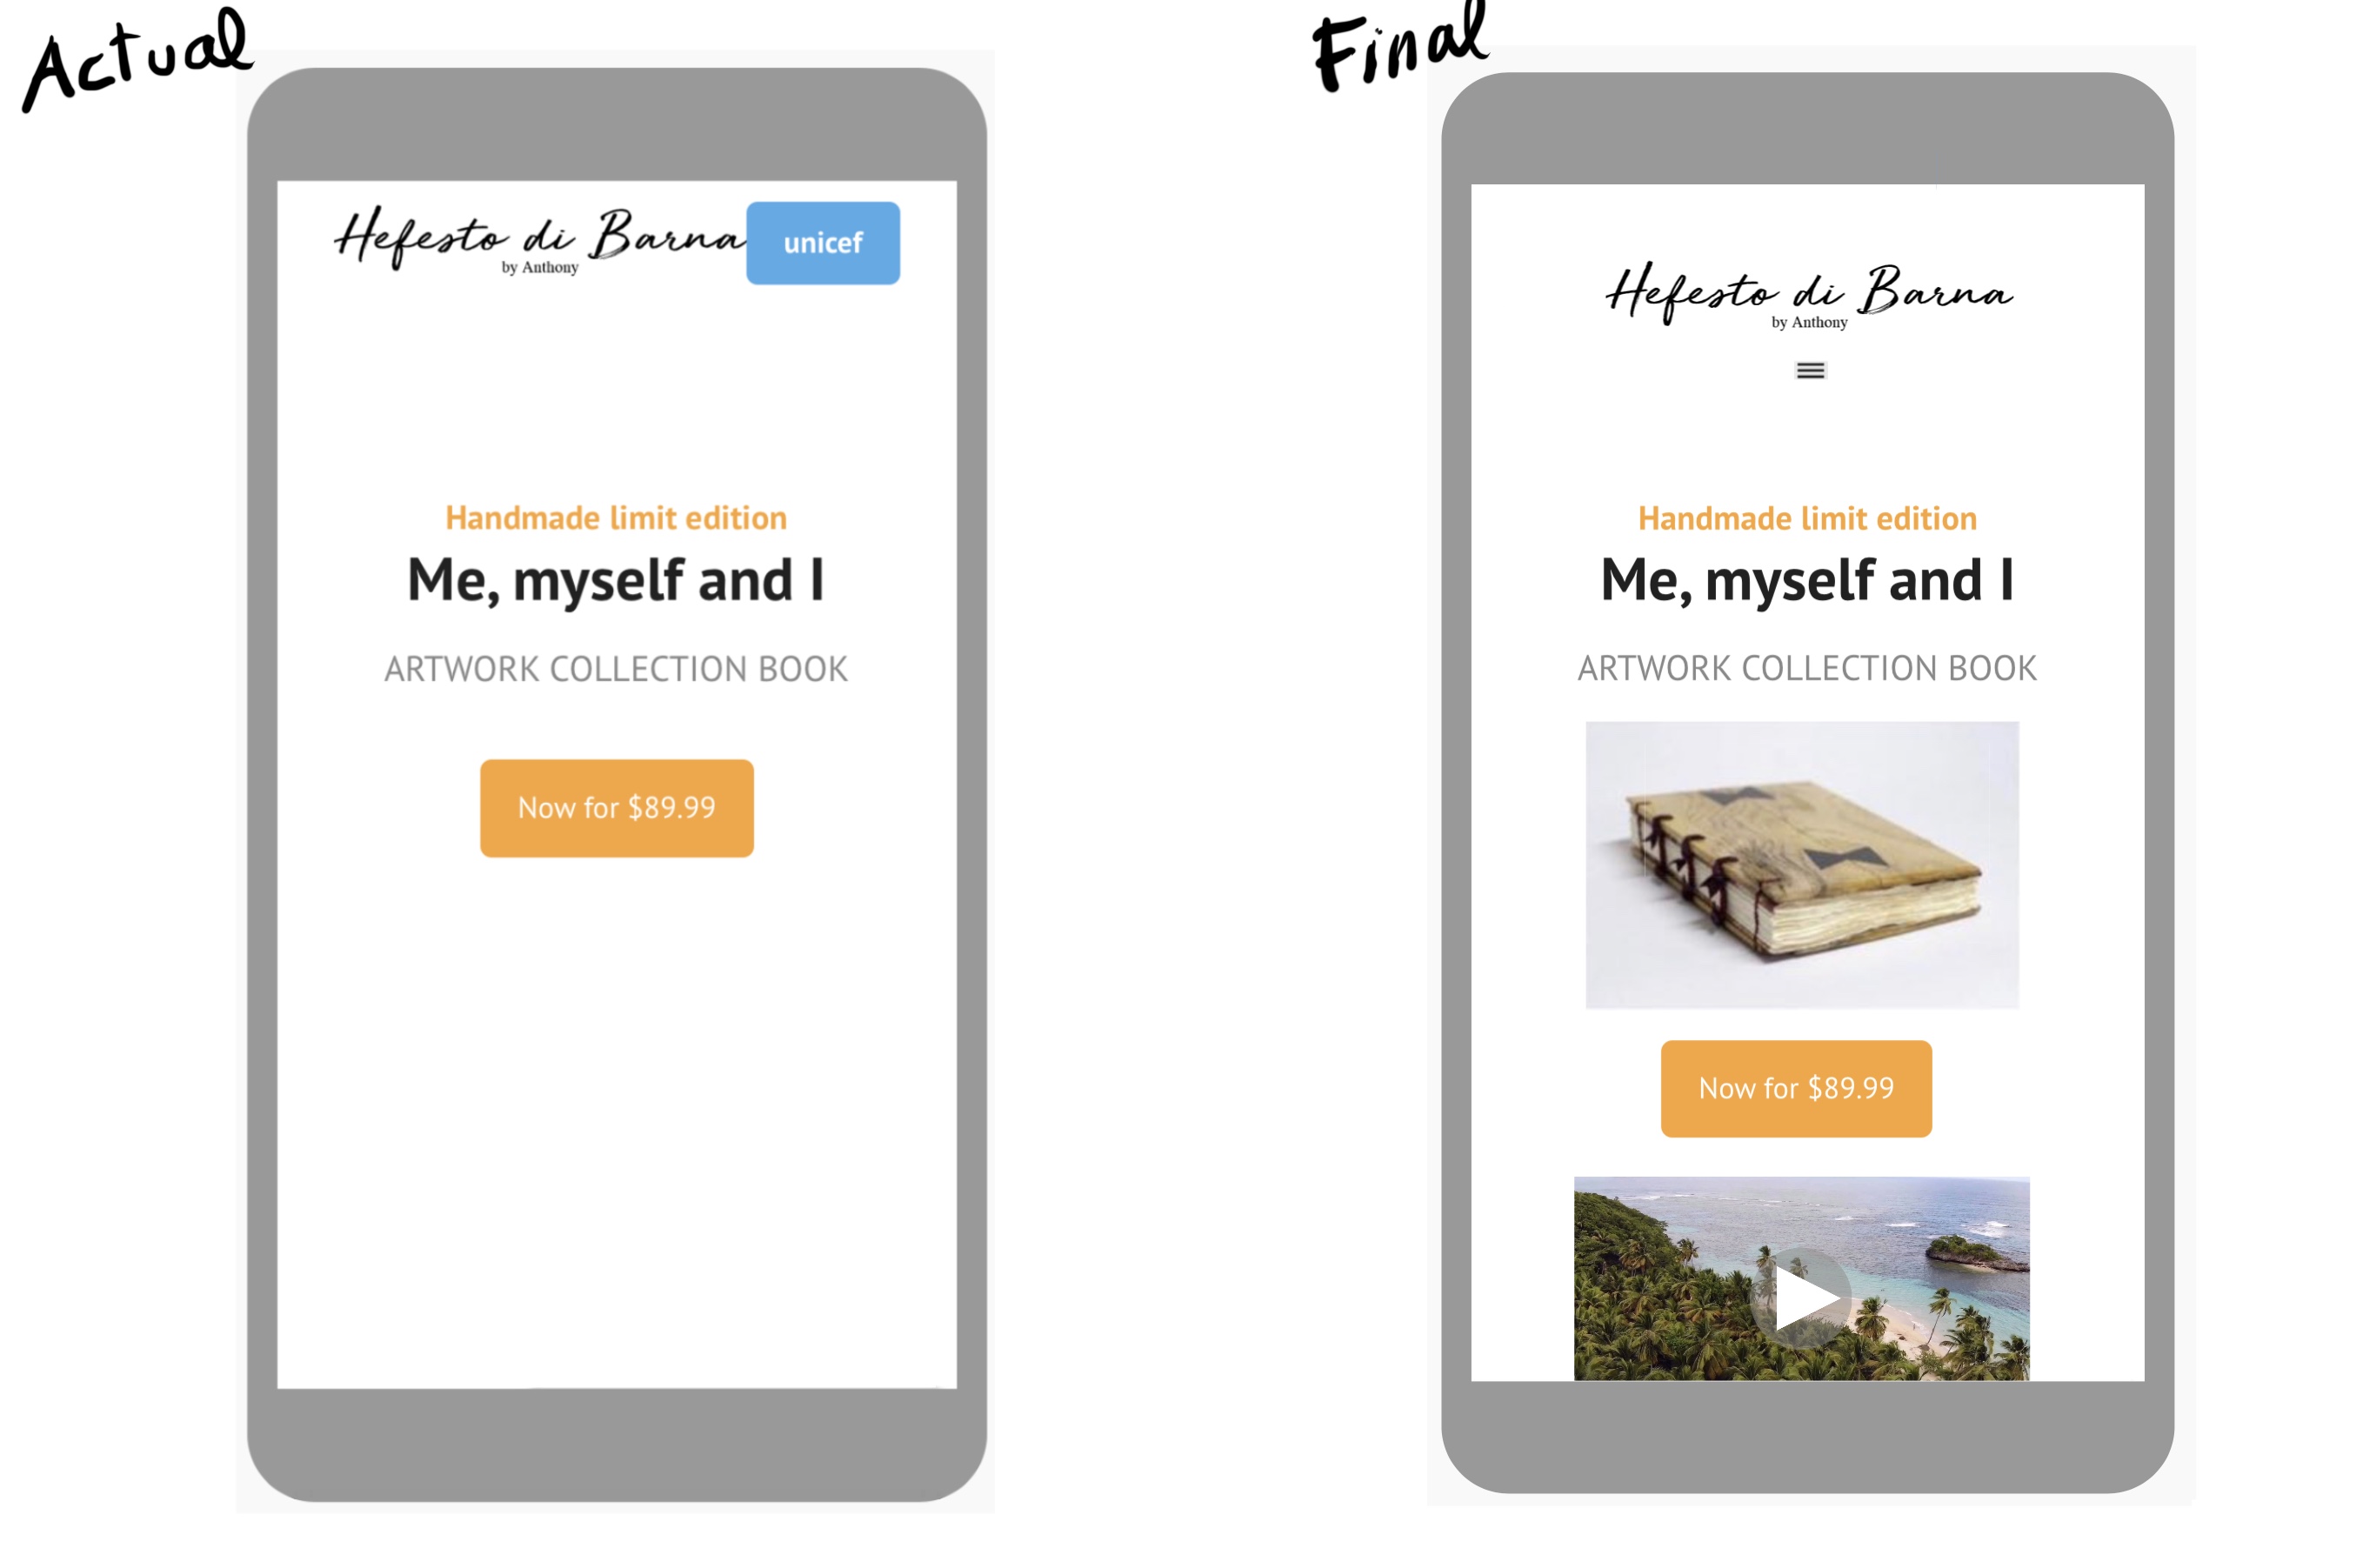 Actual
Hefesto di Barna
by Anthony
unicef
Handmade limit edition
Me, myself and I
ARTWORK COLLECTION BOOK
Now for $89.99
Final
Hefesto di Barna
by Anthony
Handmade limit edition
Me, myself and I
ARTWORK COLLECTION BOOK
Now for $89.99